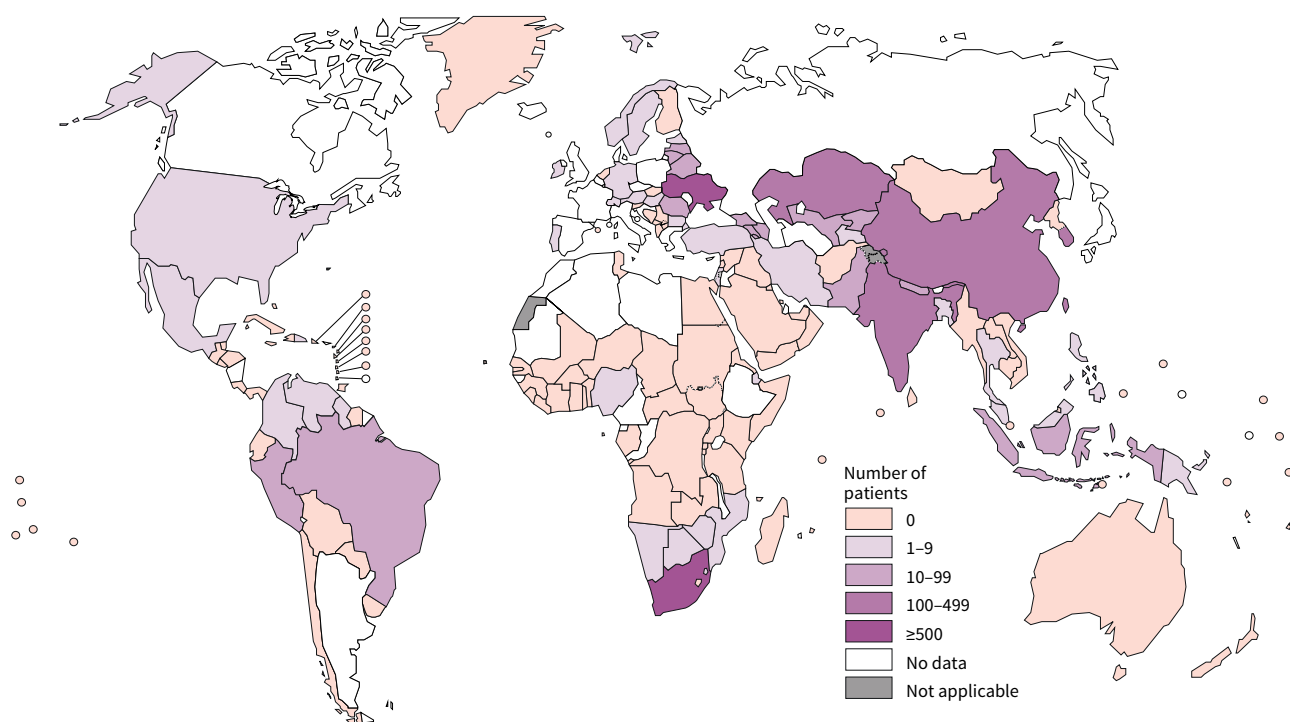 Number of
patients
0
1–9
10–99
100–499
≥500
No data
Not applicable